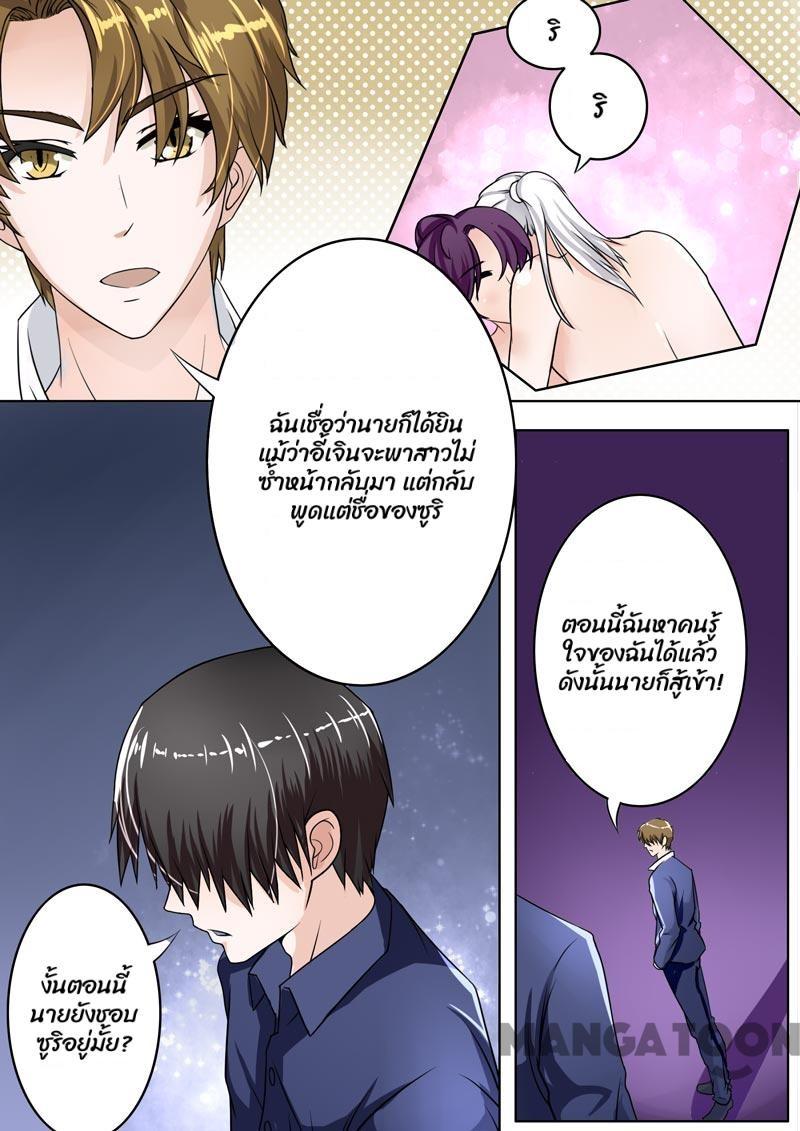 ริ
ริ
ฉันเชื่อว่านายก็ได้ยิน
แม้ว่าอี้เจินจะพาสาวไม่
ซ้ำหน้ากลับมา แต่กลับ
พูดแต่ชื่อของซูริ
ตอนนี้ฉันหาคนรู้
ใจของฉันได้แล้ว
ดังนั้นนายก็สู้เข้า!
งั้นตอนนี้
นายยังชอบ
ซูริอยู่มั้ย?
MANGATOON